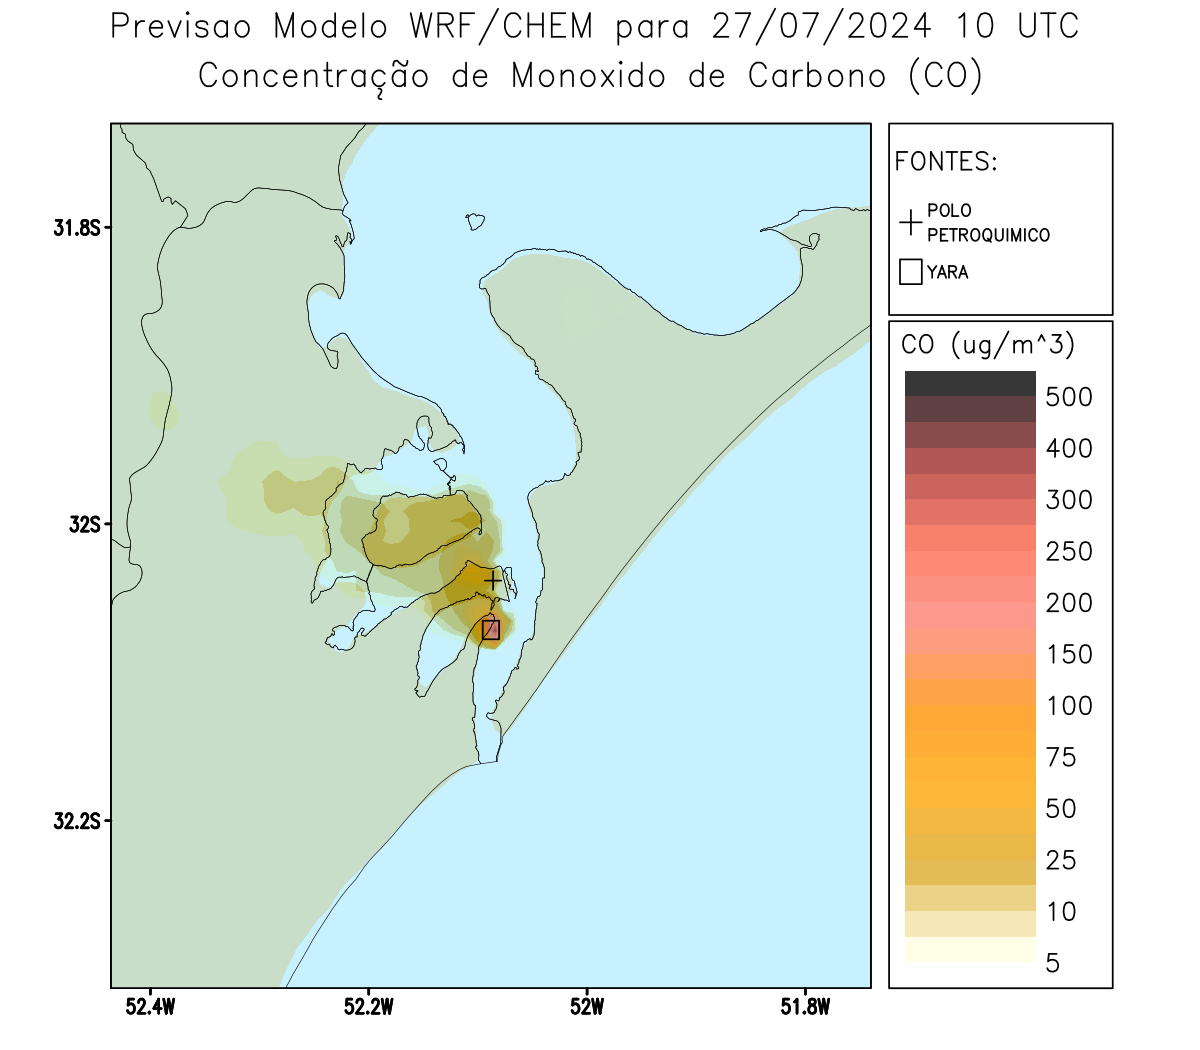 Previsao Modelo WRF/CHEM para 27/07/2024 10 UTC
Concentração de Monoxido de Carbono (CO)
FONTES:
POLO
PETROQUIMICO
YARA
CO (ug/m^3)
500
400
300
250
200
150
100
75
50
25
10
5
31.8S
32S
32.2S
52.4W
52.2W
52W
51.8W